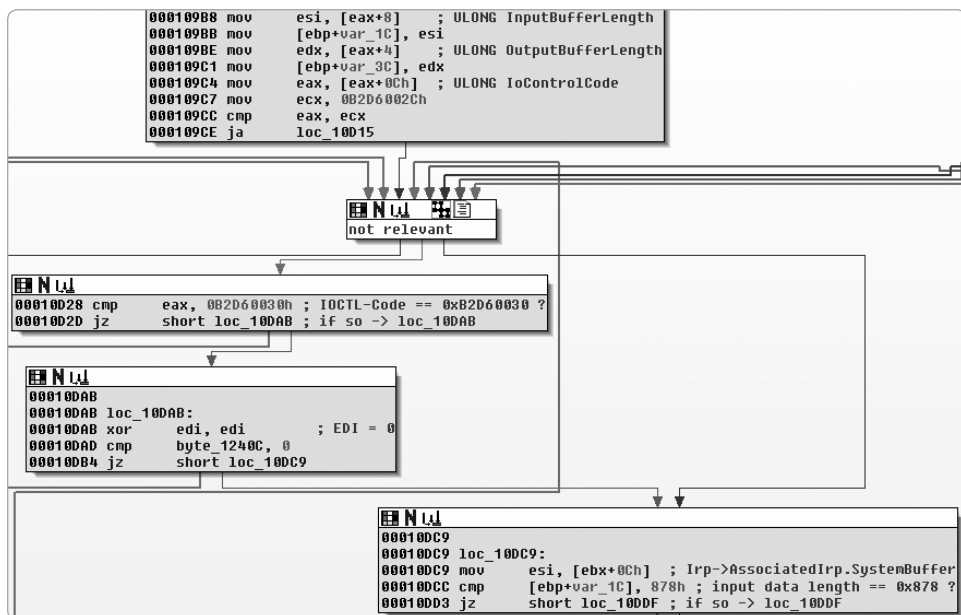 000109B8 mov esi, [eax+8] ; ULONG InputBufferLength
000109BB mov [ebp+var_1C], esi
000109BE mov edx, [eax+4] ; ULONG OutputBufferLength
000109C1 mov [ebp+var_3C], edx
000109C4 mov eax, [eax+0Ch] ; ULONG IoControlCode
000109C7 mov ecx, 0B2D6002Ch
000109CC cmp eax, ecx
000109CE ja loc_10D15
not relevant
00010D28 cmp eax, 0B2D60030h ; IOCTL-Code == 0xB2D60030 ?
00010D2D jz short loc_10DAB ; if so -> loc_10DAB
00010DAB
00010DAB loc_10DAB:
00010DAB xor edi, edi ; EDI = 0
00010DAD cmp byte_1240C, 0
00010DB4 jz short loc_10DC9
00010DC9
00010DC9 loc_10DC9:
00010DC9 mov esi, [ebx+0Ch] ; Irp->AssociatedIrp.SystemBuffer
00010DCC cmp [ebp+var_1C], 878h ; input data length == 0x878 ?
00010DD3 jz short loc_10DDF ; if so -> loc_10DDF